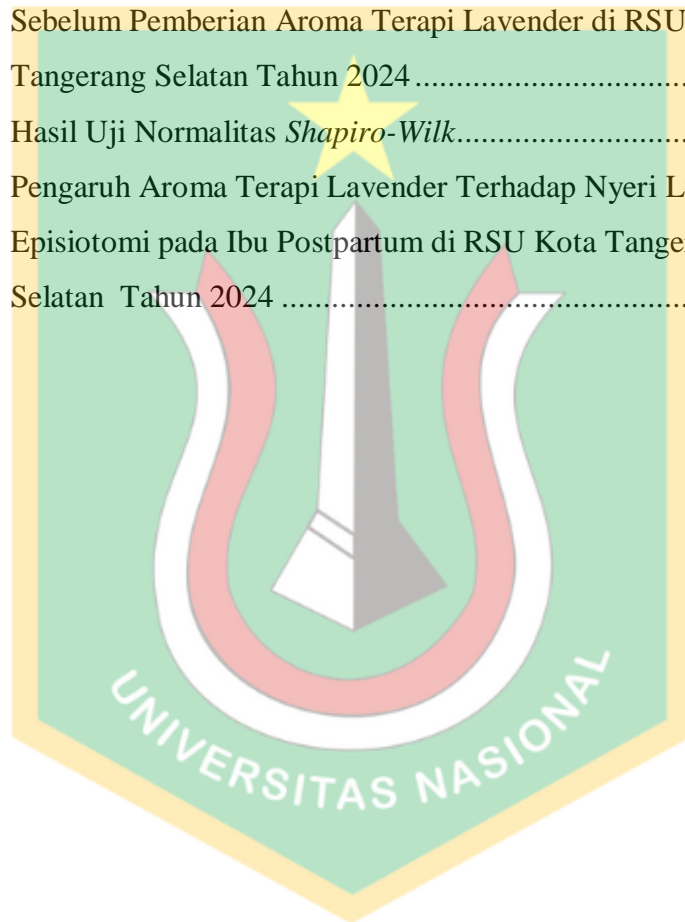 Sebelum Pemberian Aroma Terapi Lavender di RSU
Tangerang Selatan Tahun 2024 ................................
Hasil Uji Normalitas Shapiro-Wilk...........................
Pengaruh Aroma Terapi Lavender Terhadap Nyeri L
Episiotomi pada Ibu Postpartum di RSU Kota Tange
Selatan Tahun 2024 ................................................
UNIVERSITAS NASIONAL